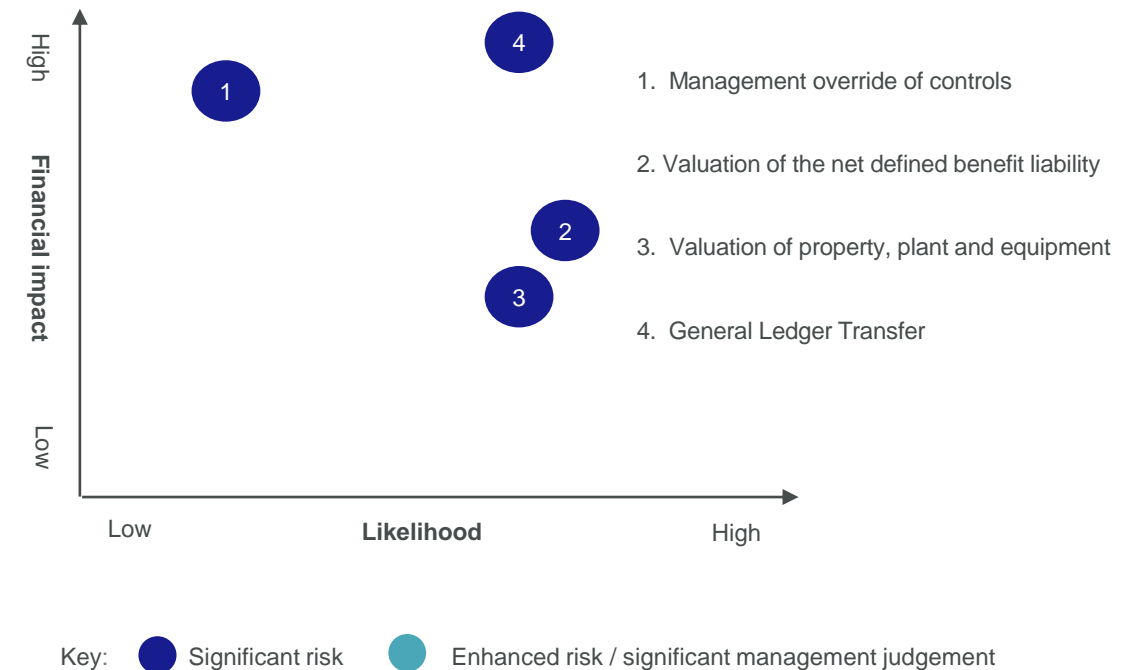 High
Financial impact
Low
4
1
2
3
1. Management override of controls
2. Valuation of the net defined benefit liability
3. Valuation of property, plant and equipment
4. General Ledger Transfer
Low
Likelihood
High
Key:
Significant risk
Enhanced risk / significant management judgement